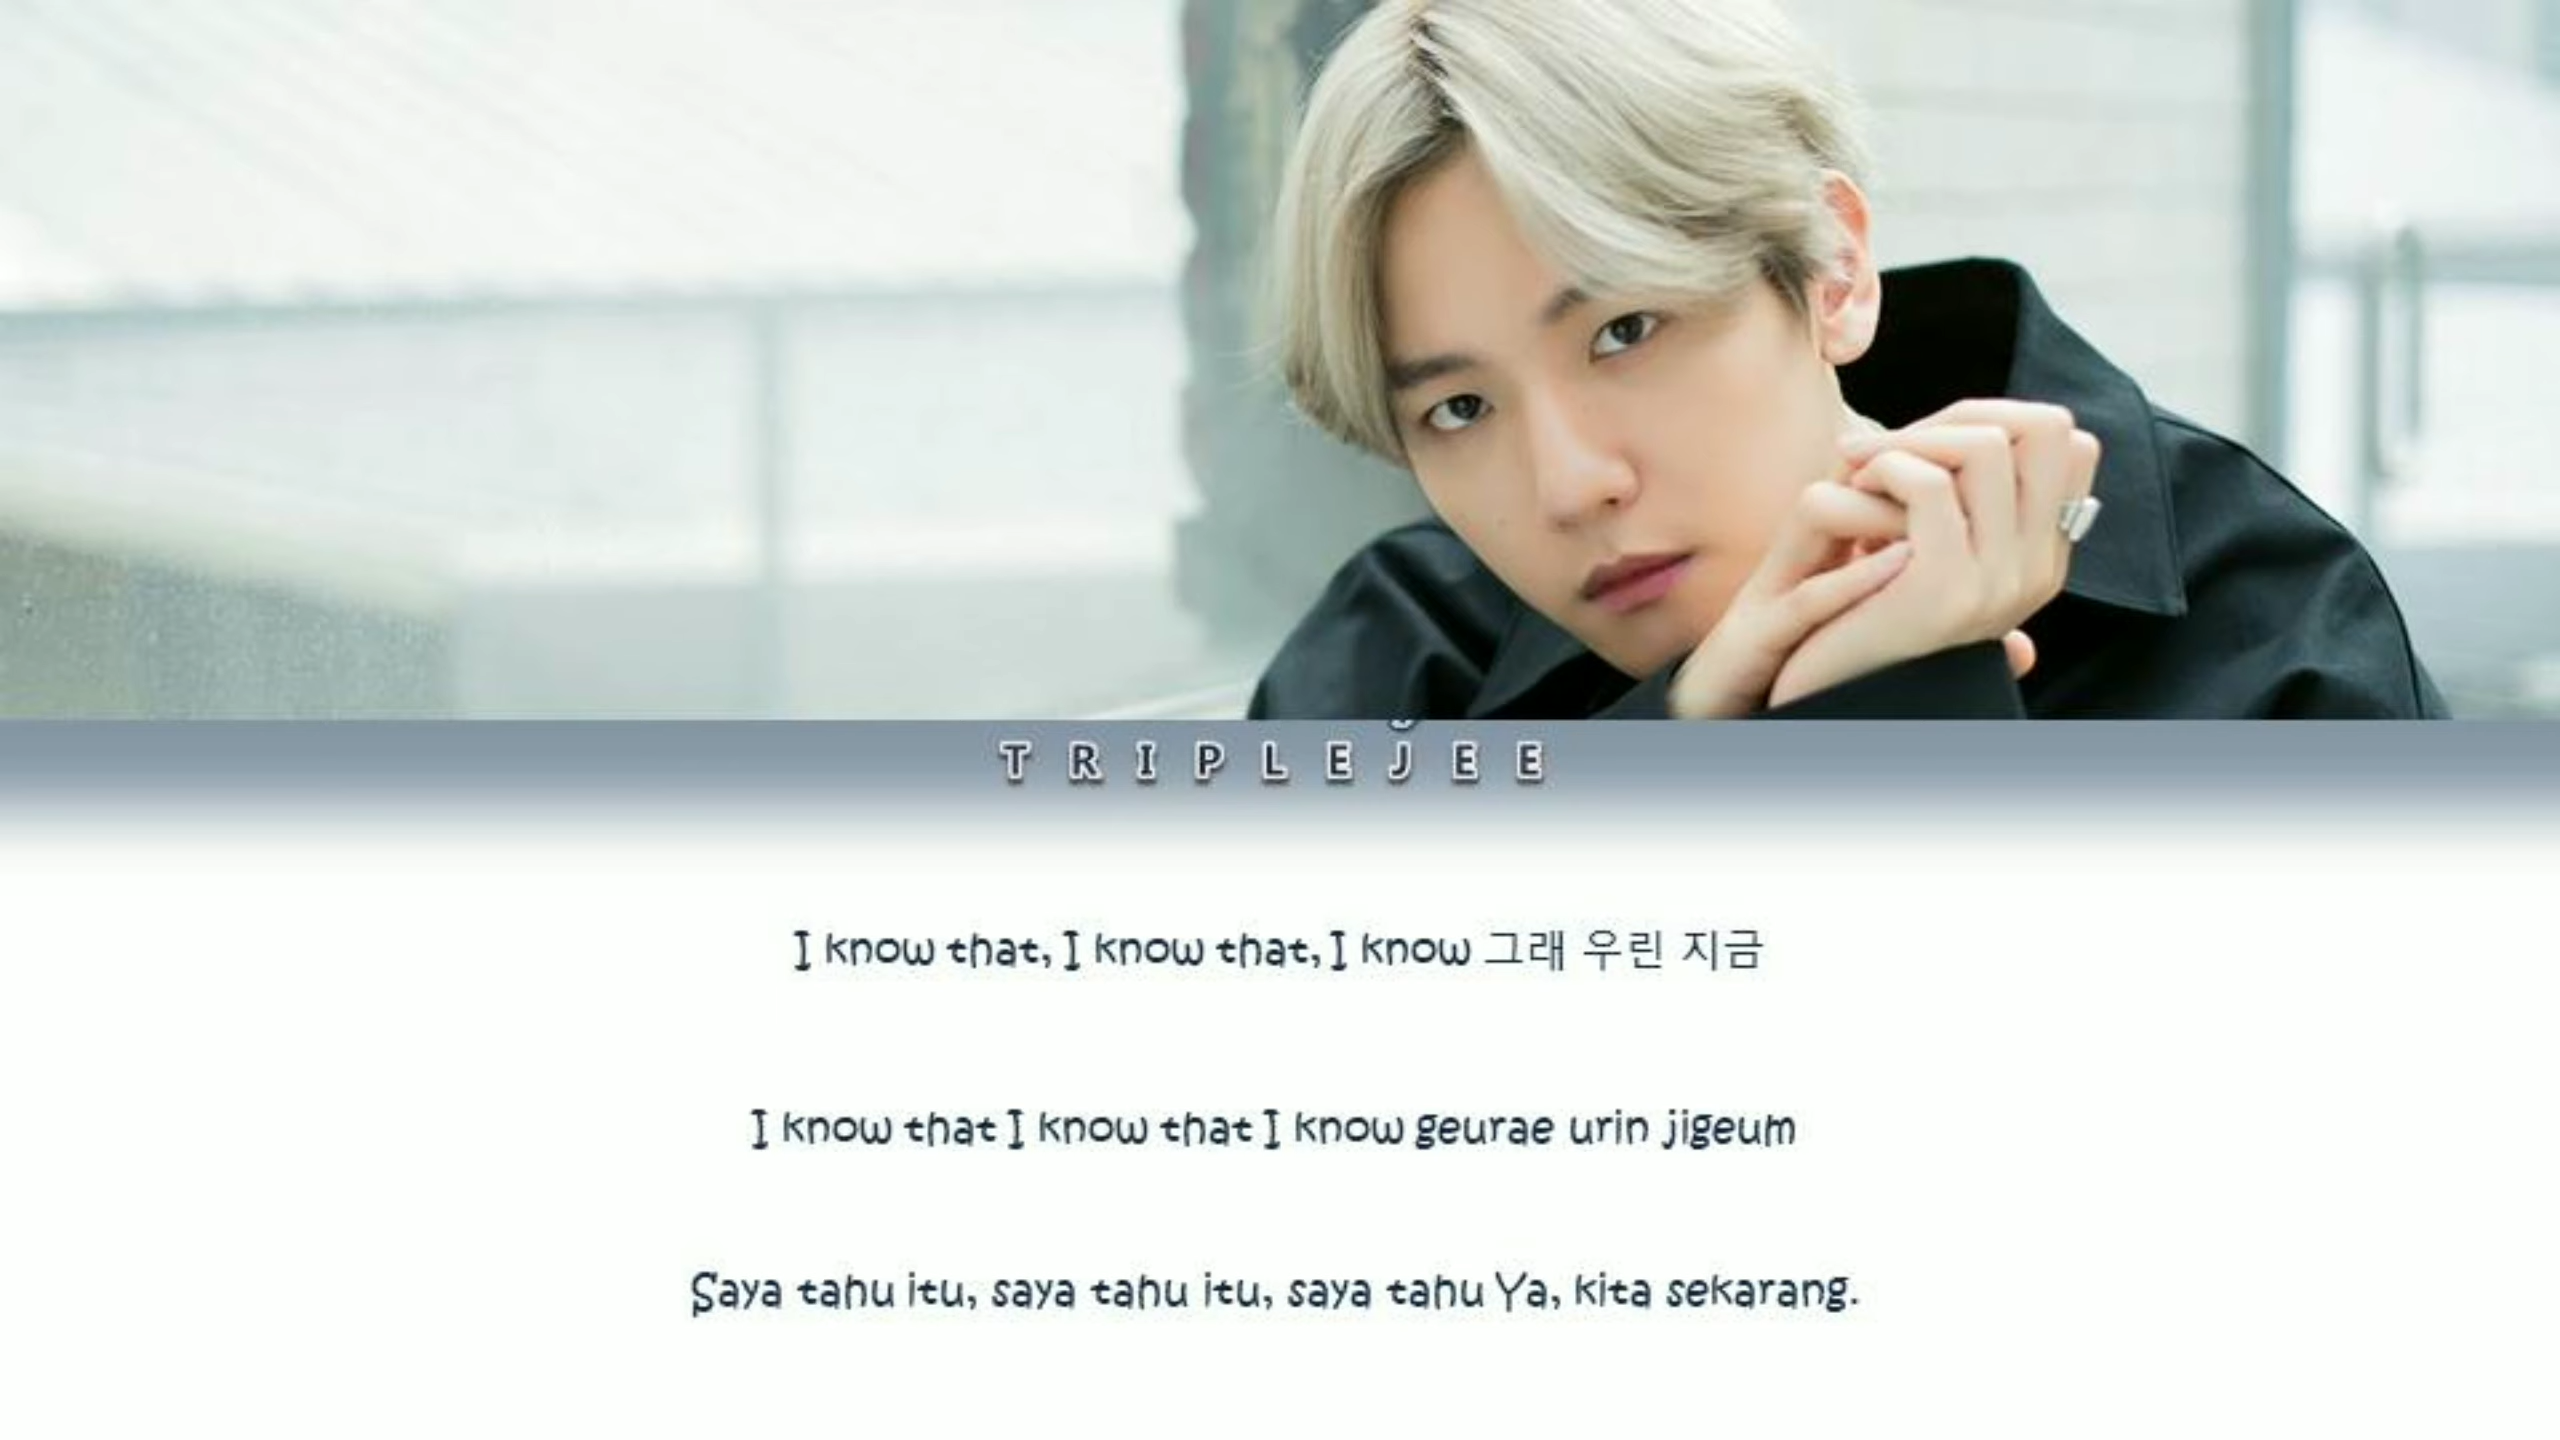 TRIPLEJEE
I know that, I know that, I know 그래 우린 지금
I know that I know that I know geurae urin jigeum
Saya tahu itu, saya tahu itu, saya tahu Ya, kita sekarang.